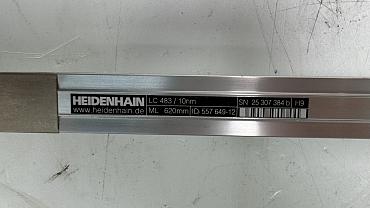 HEIDENHAIN LC 483 / 10nm SN 25 307 384 b H9
www.heidenhain.de ML 620mm ID 557 649-12